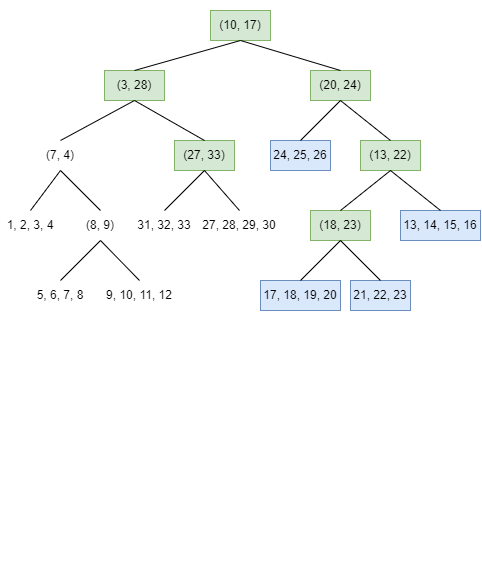 (10, 17)
(3, 28)
(20, 24)
(7, 4)
(27, 33)
24, 25, 26
(13, 22)
1, 2, 3, 4
(8, 9)
31, 32, 33
27, 28, 29, 30
(18, 23)
13, 14, 15, 16
5, 6, 7, 8
9, 10, 11, 12
17, 18, 19, 20
21, 22, 23